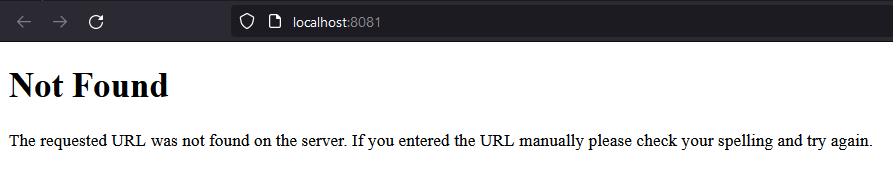 localhost:8081
Not Found
The requested URL was not found on the server. If you entered the URL manually please check your spelling and try again.